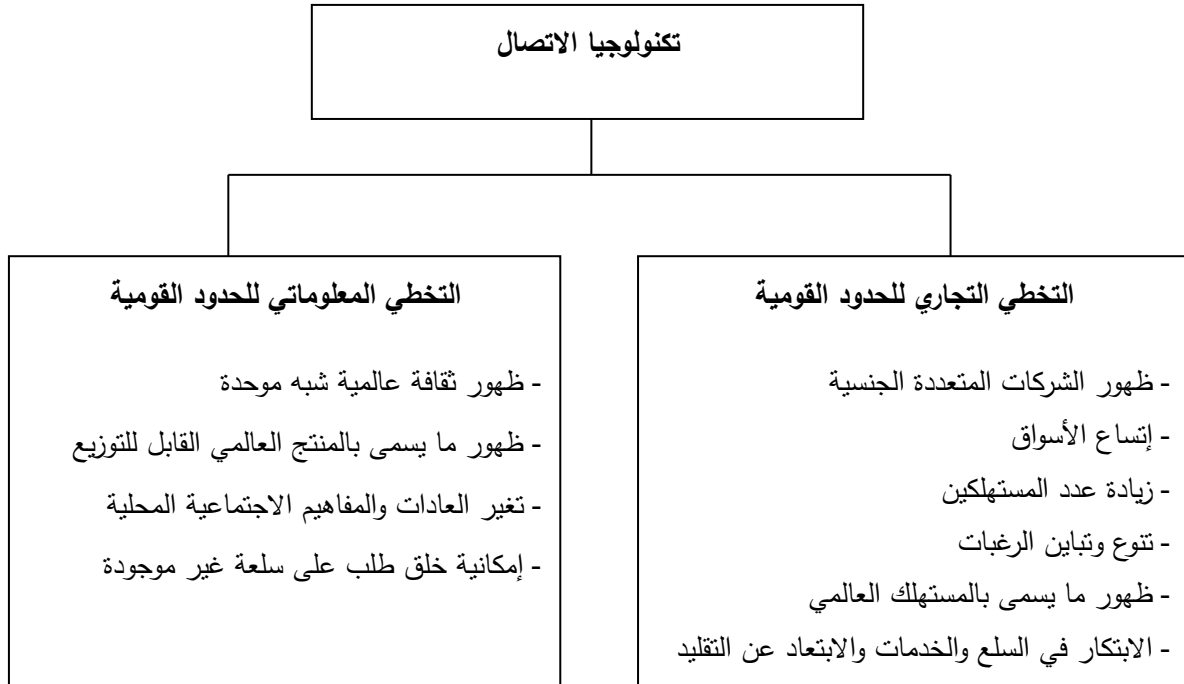 تكنولوجيا الاتصال
التخطي التجاري للحدود القومية
- ظهور الشركات المتعددة الجنسية
- إتساع الأسواق
- زيادة عدد المستهلكين
- تنوع وتباين الرغبات
- ظهور ما يسمى بالمستهلك العالمي
- الابتكار في السلع والخدمات والابتعاد عن التقليد
التخطي المعلوماتي للحدود القومية
- ظهور ثقافة عالمية شبه موحدة
- ظهور ما يسمى بالمنتج العالمي القابل للتوزيع
- تغير العادات والمفاهيم الاجتماعية المحلية
- إمكانية خلق طلب على سلعة غير موجودة